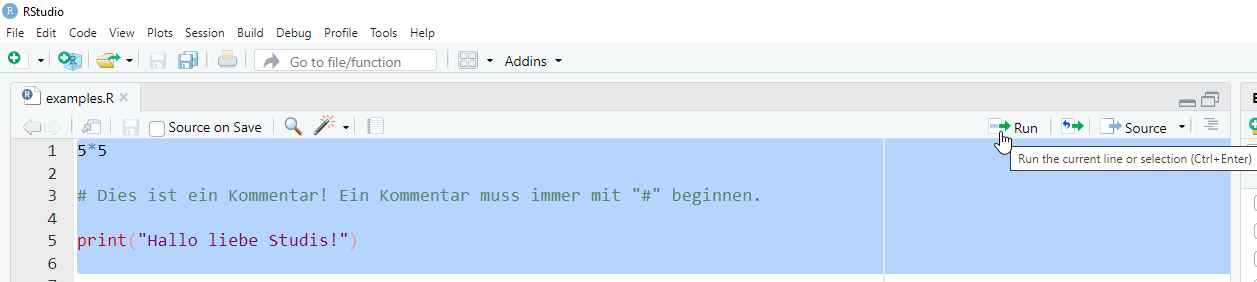 RStudio
File Edit Code View Plots Session Build Debug Profile Tools Help
Go to file/function Addins
examples.R
Source on Save Run Source
Run the current line or selection (Ctrl+Enter)
1 5*5
2
3 # Dies ist ein Kommentar! Ein Kommentar muss immer mit "#" beginnen.
4
5 print("Hallo liebe Studis!")
6